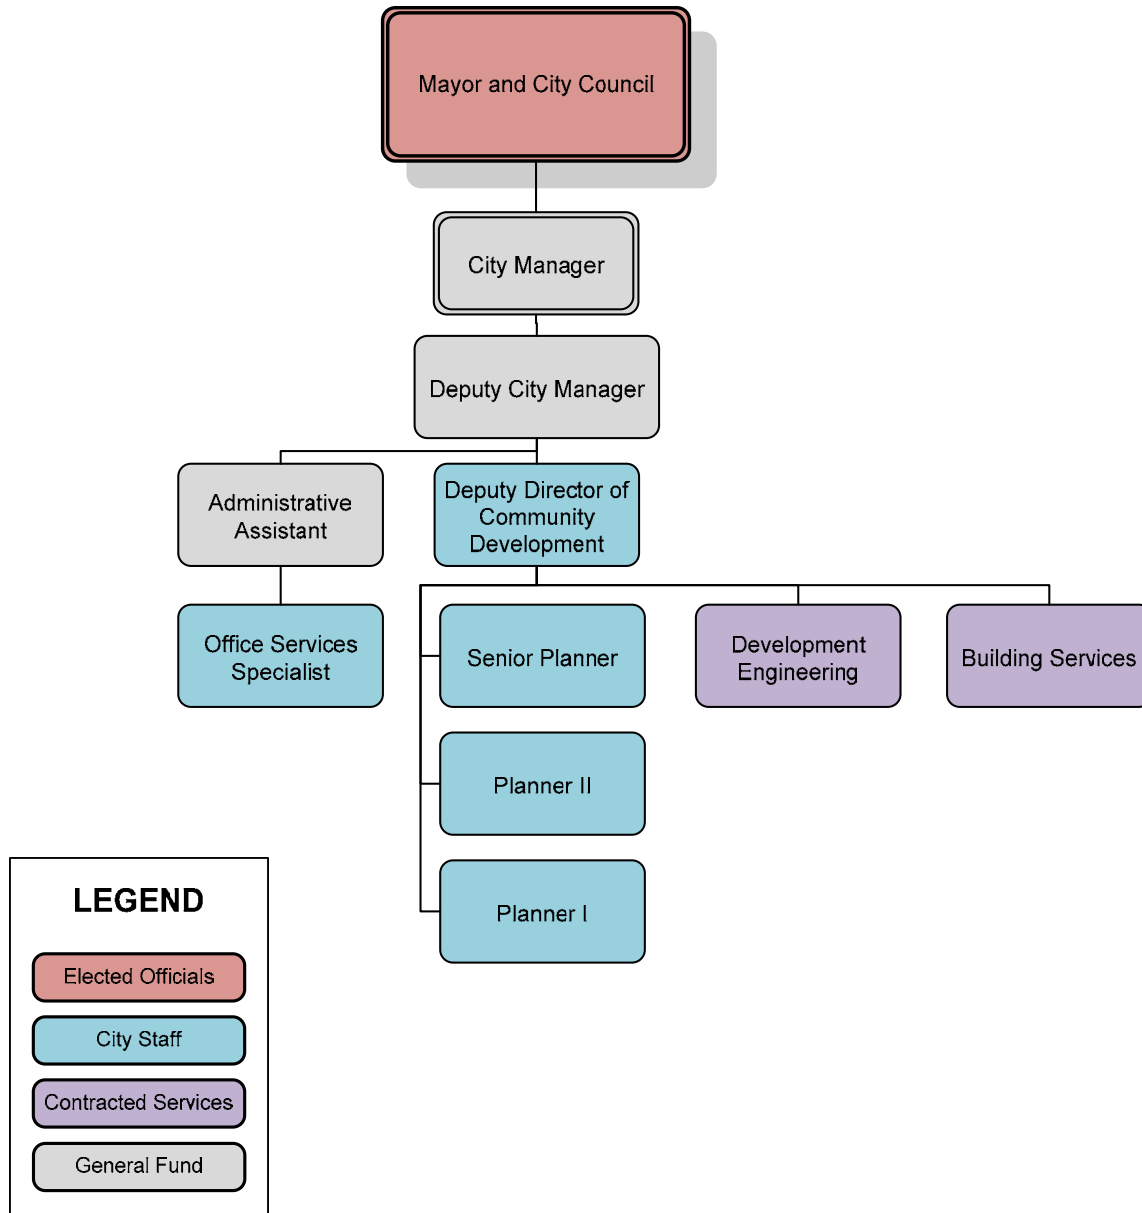 Mayor and City Council
City Manager
Deputy City Manager
Administrative
Assistant
Deputy Director of
Community
Development
Office Services
Specialist
Senior Planner
Development
Engineering
Building Services
Planner II
Planner I
LEGEND
Elected Officials
City Staff
Contracted Services
General Fund